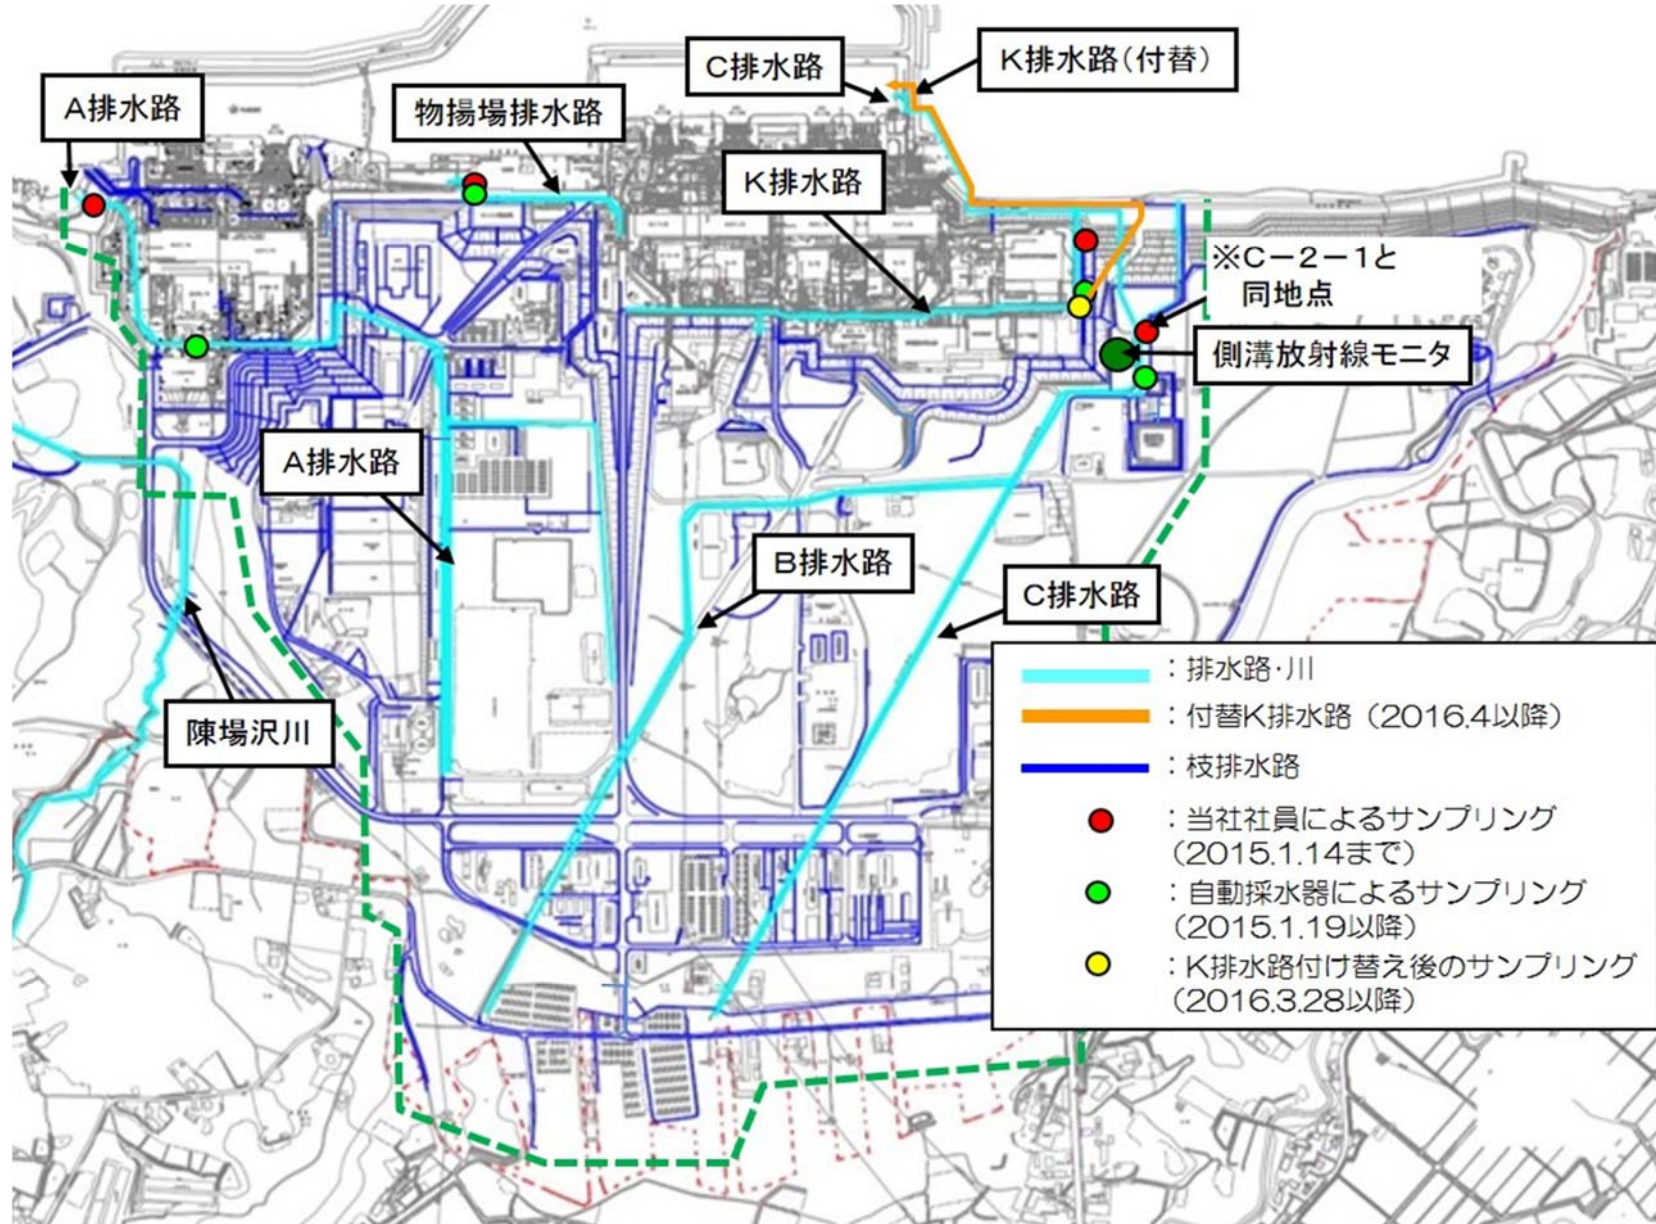 C排水路
K排水路(付替)
A排水路
物揚場排水路
K排水路
※C-2-1と
同地点
側溝放射線モニタ
A排水路
B排水路
C排水路
陳場沢川
:排水路・川
:付替K排水路(2016.4以降)
:枝排水路
:当社社員によるサンプリング
(2015.1.14まで)
:自動採水器によるサンプリング
(2015.1.19以降)
:K排水路付け替え後のサンプリング
(2016.3.28以降)